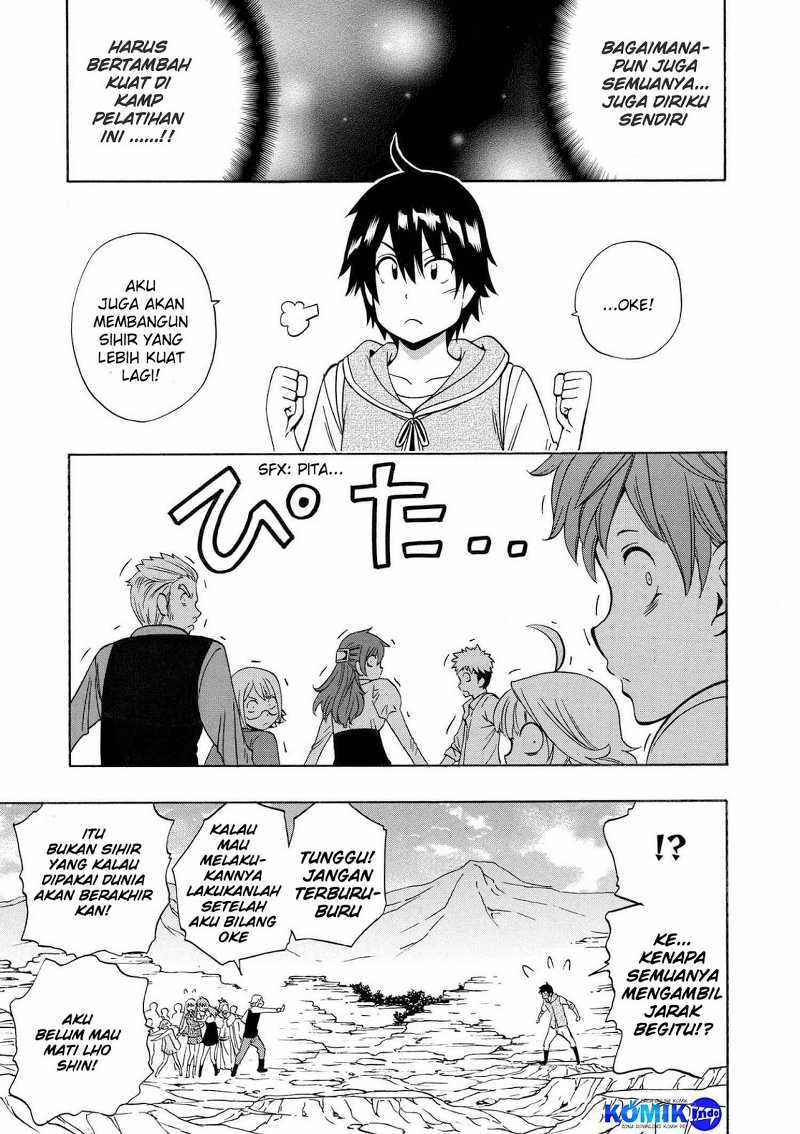 BAGAIMANA-
PUN JUGA
SEMUANYA...
JUGA DIRIKU
SENDIRI
HARUS
BERTAMBAH
KUAT DI
KAMP
PELATIHAN
INI ......!!
...OKE!
AKU
JUGA AKAN
MEMBANGUN
SIHIR YANG
LEBIH KUAT
LAGI!
SFX: PITA...
ぴた..
!?
KE...
KENAPA
SEMUANYA
MENGAMBIL
JARAK
BEGITU!?
TUNGGU!
JANGAN
TERBURU-
BURU
KALAU
MAU
MELAKU-
KANNYA
LAKUKANLAH
SETELAH
AKU BILANG
OKE
ITU
BUKAN SIHIR
YANG KALAU
DIPAKAI DUNIA
AKAN BERAKHIR
KAN!
AKU
BELUM MAU
MATI LHO
SHIN!
KOMIK